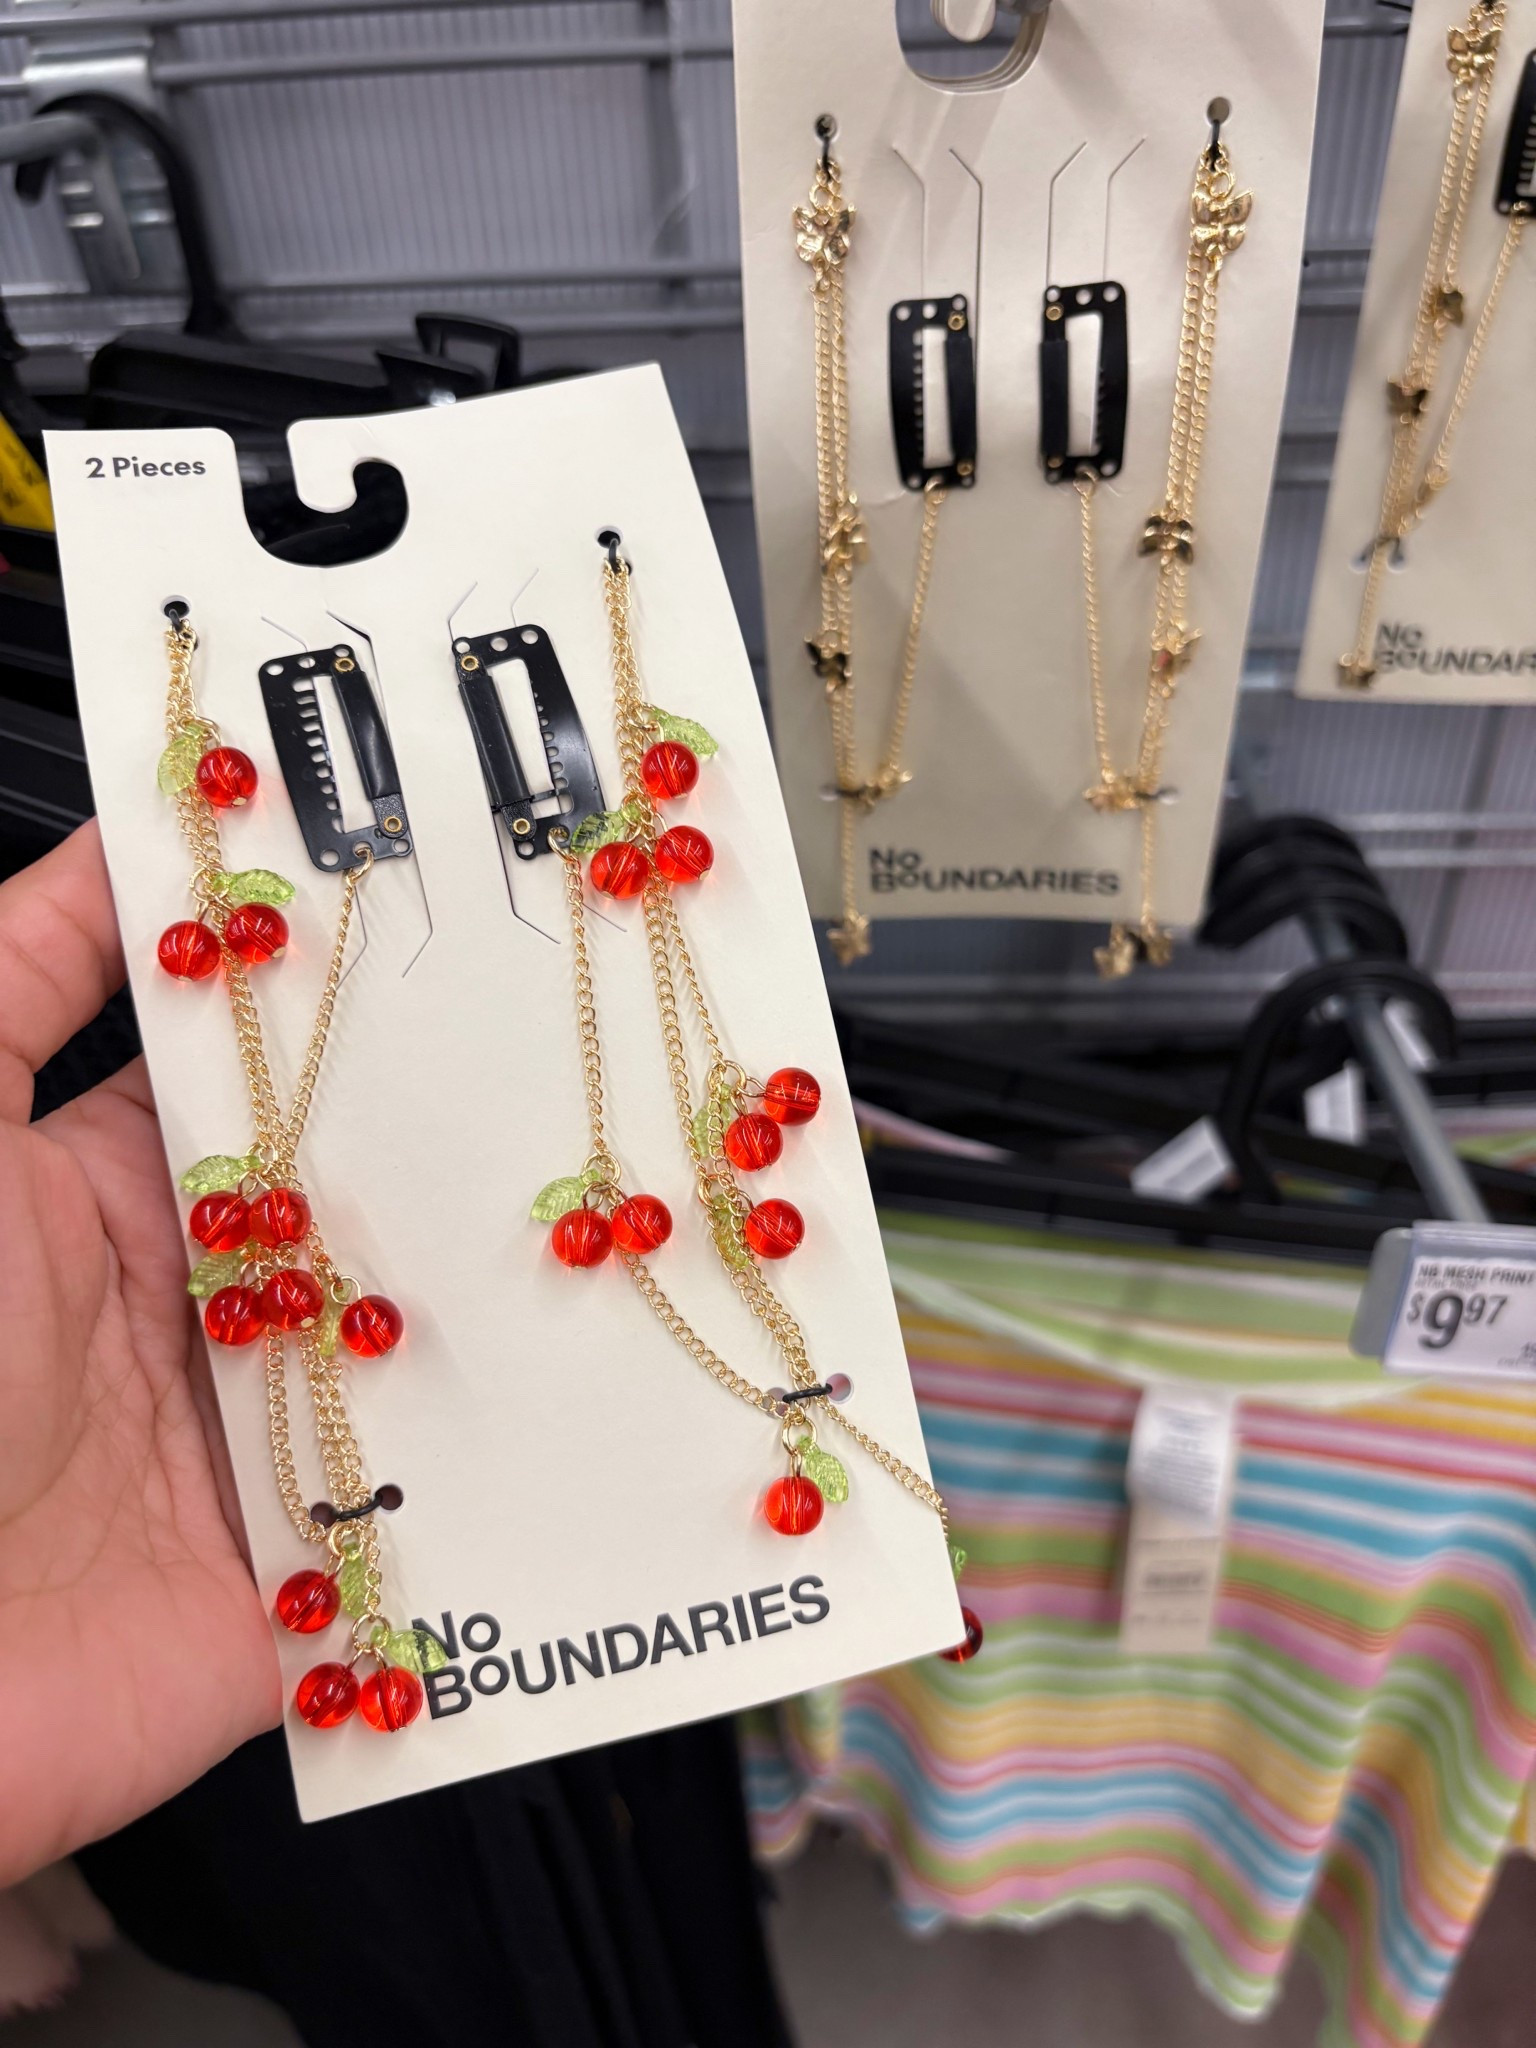 2 Pieces
No
BoUNDARIES
No
BoUNDARIES
No
BoUNDAR
NB MESH PRINT
$9 97